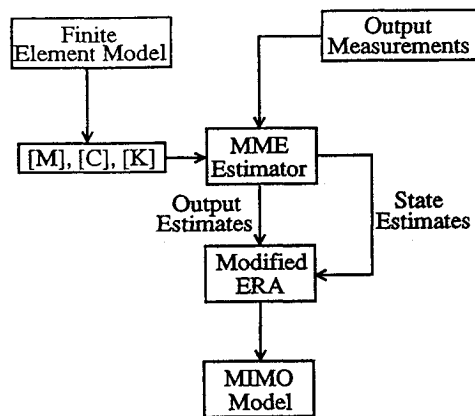 Finite
Element Model
Output
Measurements
[M], [C], [K]
MME
Estimator
Output
Estimates
State
Estimates
Modified
ERA
MIMO
Model